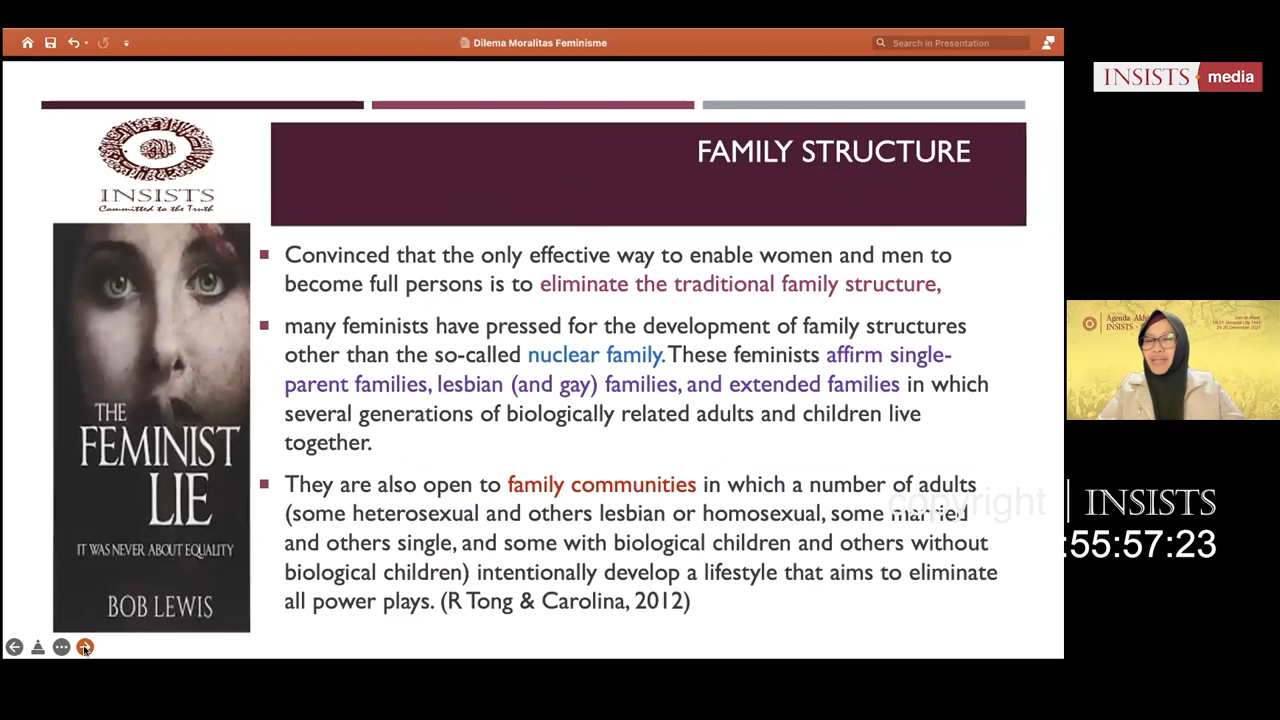 Dilema Moralitas Feminisme
Search in Presentation
INSISTS media
INSISTS
Committed to the Truth
FAMILY STRUCTURE
THE
FEMINIST
LIE
IT WAS NEVER ABOUT EQUALITY
BOB LEWIS
Convinced that the only effective way to enable women and men to
become full persons is to eliminate the traditional family structure,
many feminists have pressed for the development of family structures
other than the so-called nuclear family. These feminists affirm single-
parent families, lesbian (and gay) families, and extended families in which
several generations of biologically related adults and children live
together.
They are also open to family communities in which a number of adults
(some heterosexual and others lesbian or homosexual, some married
and others single, and some with biological children and others without
biological children) intentionally develop a lifestyle that aims to eliminate
all power plays. (R Tong & Carolina, 2012)
Agenda Akhi
INSISTS
copyright
INSISTS
:55:57:23